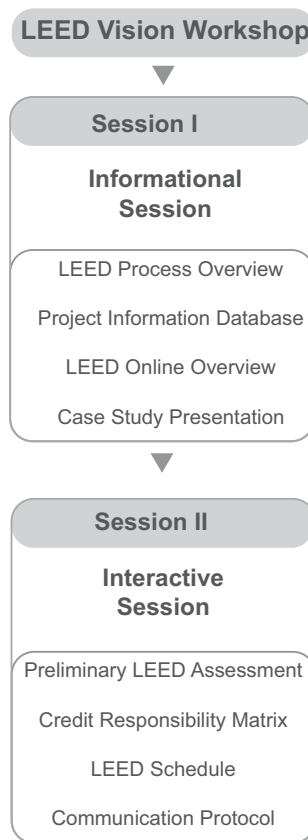 LEED Vision Workshop
Session I
Informational
Session
LEED Process Overview
Project Information Database
LEED Online Overview
Case Study Presentation
Session II
Interactive
Session
Preliminary LEED Assessment
Credit Responsibility Matrix
LEED Schedule
Communication Protocol